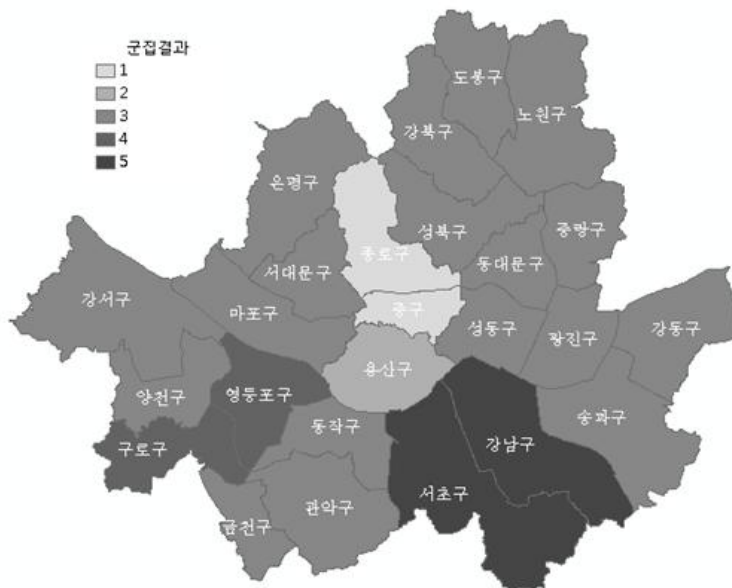 군집결과
1
2
3
4
5
도봉구
노원구
강북구
은평구
성북구
중랑구
종로구
동대문구
서대문구
강서구
마포구
중구
성동구
광진구
강동구
용산구
양천구
영등포구
송파구
동작구
강남구
구로구
서초구
관악구
금천구